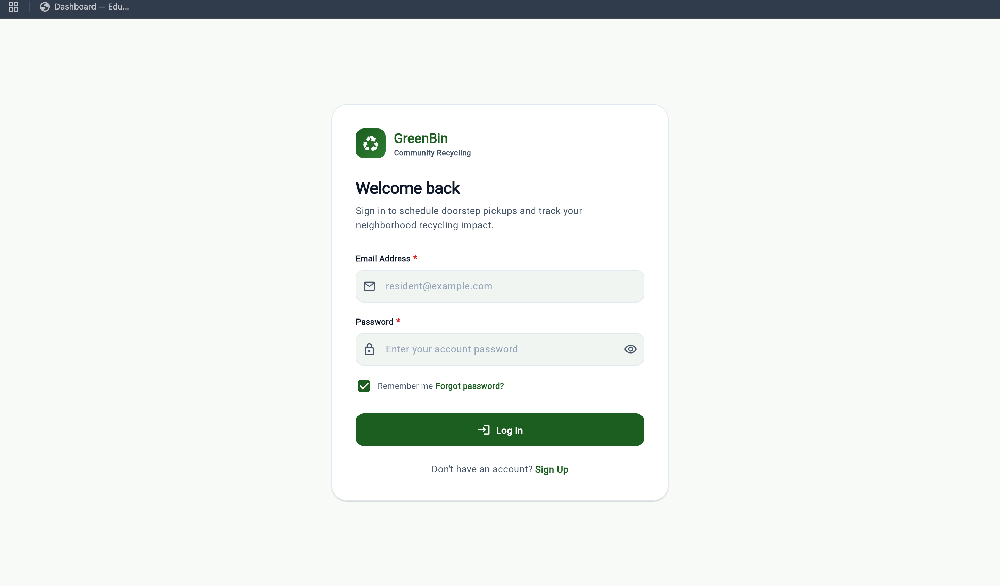 Dashboard — Edu...
GreenBin
Community Recycling
Welcome back
Sign in to schedule doorstep pickups and track your
neighborhood recycling impact.
Email Address *
resident@example.com
Password *
Enter your account password
Remember me Forgot password?
Log In
Don't have an account? Sign Up